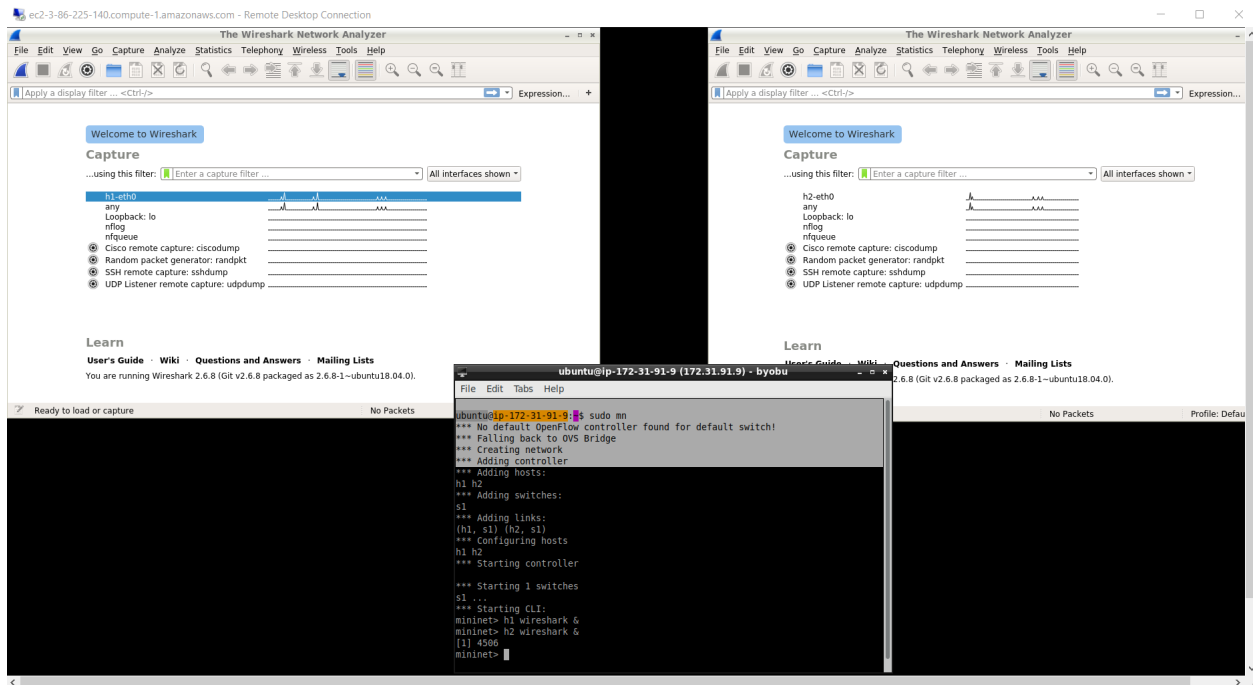 ec2-3-86-225-140.compute-1.amazonaws.com - Remote Desktop Connection
The Wireshark Network Analyzer
File Edit View Go Capture Analyze Statistics Telephony Wireless Tools Help
Apply a display filter ... <Ctrl-/>
Expression... +
Welcome to Wireshark
Capture
...using this filter: Enter a capture filter ...
All interfaces shown
h1-eth0
any
Loopback: lo
nflog
nfqueue
Cisco remote capture: ciscodump
Random packet generator: randpkt
SSH remote capture: sshdump
UDP Listener remote capture: udpdump
Learn
User's Guide · Wiki · Questions and Answers · Mailing Lists
You are running Wireshark 2.6.8 (Git v2.6.8 packaged as 2.6.8-1~ubuntu18.04.0).
Ready to load or capture
No Packets
The Wireshark Network Analyzer
File Edit View Go Capture Analyze Statistics Telephony Wireless Tools Help
Apply a display filter ... <Ctrl-/>
Expression...
Welcome to Wireshark
Capture
...using this filter: Enter a capture filter ...
All interfaces shown
h2-eth0
any
Loopback: lo
nflog
nfqueue
Cisco remote capture: ciscodump
Random packet generator: randpkt
SSH remote capture: sshdump
UDP Listener remote capture: udpdump
Learn
User's Guide · Wiki · Questions and Answers · Mailing Lists
2.6.8 (Git v2.6.8 packaged as 2.6.8-1~ubuntu18.04.0).
No Packets
Profile: Defau
ubuntu@ip-172-31-91-9 (172.31.91.9) - byobu
File Edit Tabs Help
ubuntu@ip-172-31-91-9:~$ sudo mn
*** No default OpenFlow controller found for default switch!
*** Falling back to OVS Bridge
*** Creating network
*** Adding controller
*** Adding hosts:
h1 h2
*** Adding switches:
s1
*** Adding links:
(h1, s1) (h2, s1)
*** Configuring hosts
h1 h2
*** Starting controller
*** Starting 1 switches
s1 ...
*** Starting CLI:
mininet> h1 wireshark &
mininet> h2 wireshark &
[1] 4506
mininet>